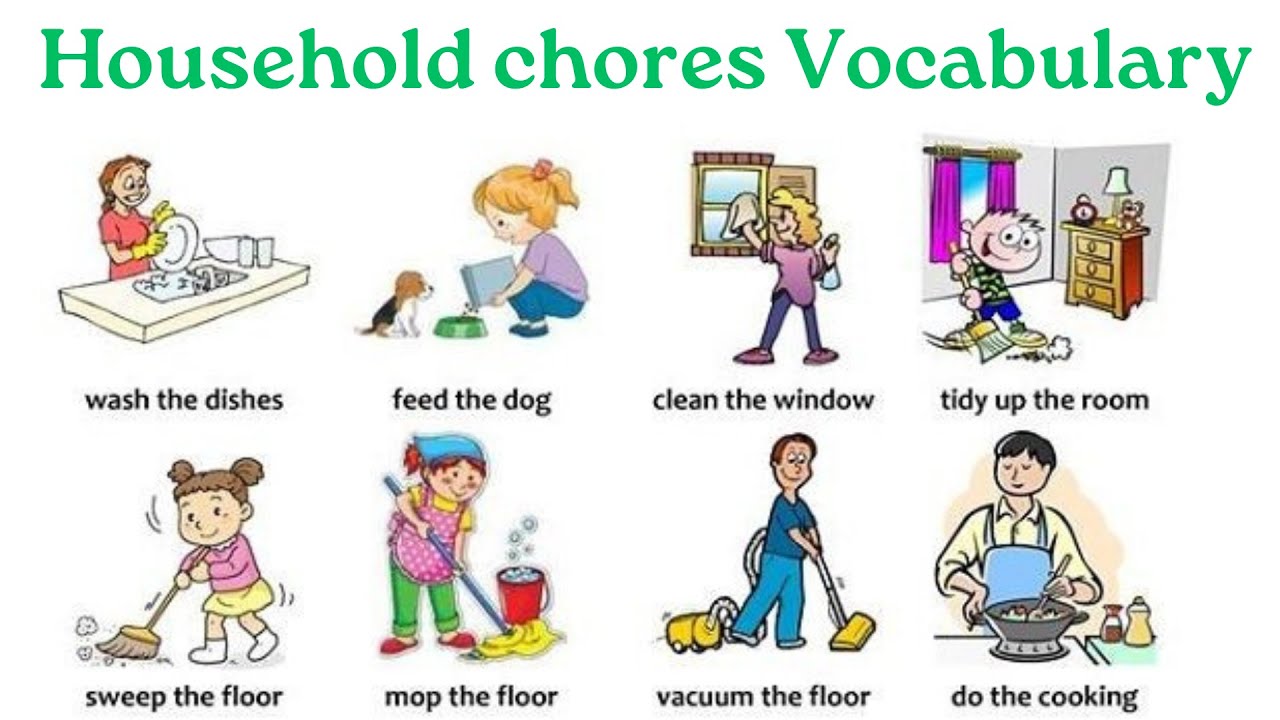 Household chores Vocabulary
wash the dishes
feed the dog
clean the window
tidy up the room
sweep the floor
mop the floor
vacuum the floor
do the cooking